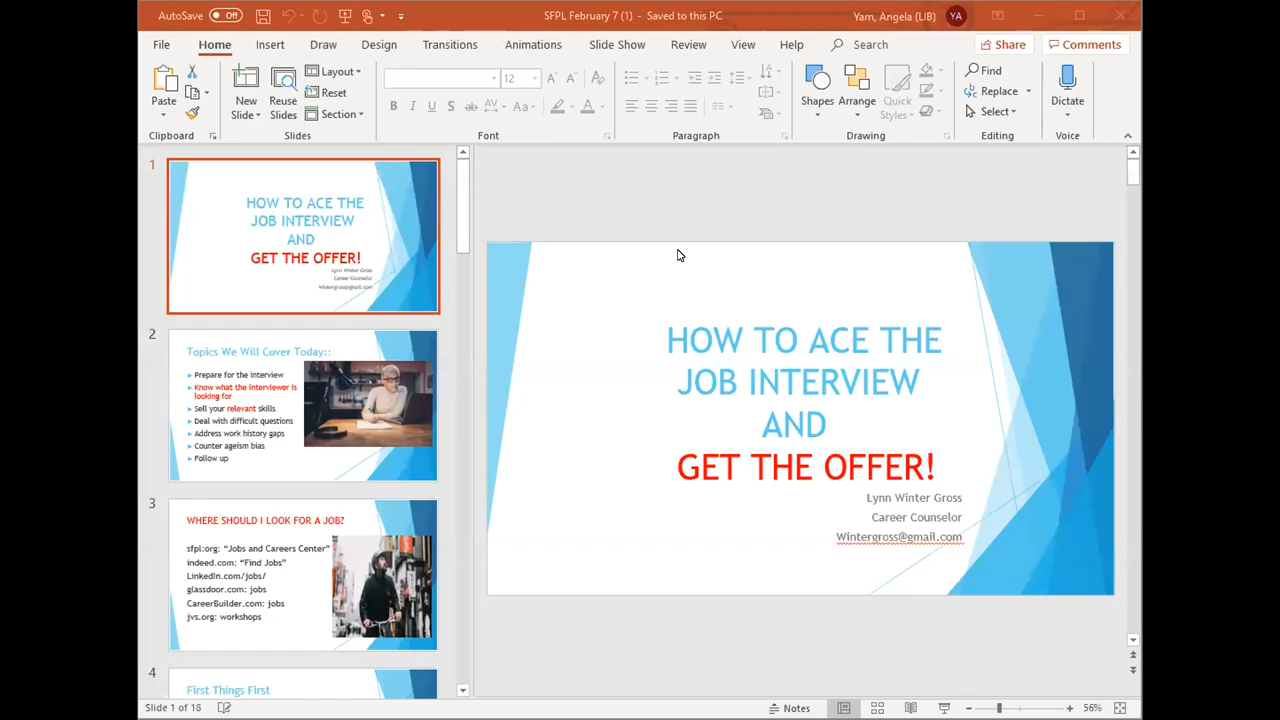 AutoSave Off
SFPL February 7 (1) - Saved to this PC
Yam, Angela (LIB) YA
File Home Insert Draw Design Transitions Animations Slide Show Review View Help Search Share Comments
Paste
New Slide
Reuse Slides
Layout
Reset
Section
12
Shapes
Arrange
Quick Styles
Find
Replace
Select
Dictate
Clipboard Slides Font Paragraph Drawing Editing Voice
1
HOW TO ACE THE
JOB INTERVIEW
AND
GET THE OFFER!
Lynn Winter Gross
Career Counselor
Wintergross@gmail.com
2
Topics We Will Cover Today::
Prepare for the interview
Know what the interviewer is
looking for
Sell your relevant skills
Deal with difficult questions
Address work history gaps
Counter ageism bias
Follow up
3
WHERE SHOULD I LOOK FOR A JOB?
sfpl:org: “Jobs and Careers Center”
indeed.com: “Find Jobs”
LinkedIn.com/jobs/
glassdoor.com: jobs
CareerBuilder.com: jobs
jvs.org: workshops
4
First Things First
HOW TO ACE THE
JOB INTERVIEW
AND
GET THE OFFER!
Lynn Winter Gross
Career Counselor
Wintergross@gmail.com
Slide 1 of 18
Notes
56%